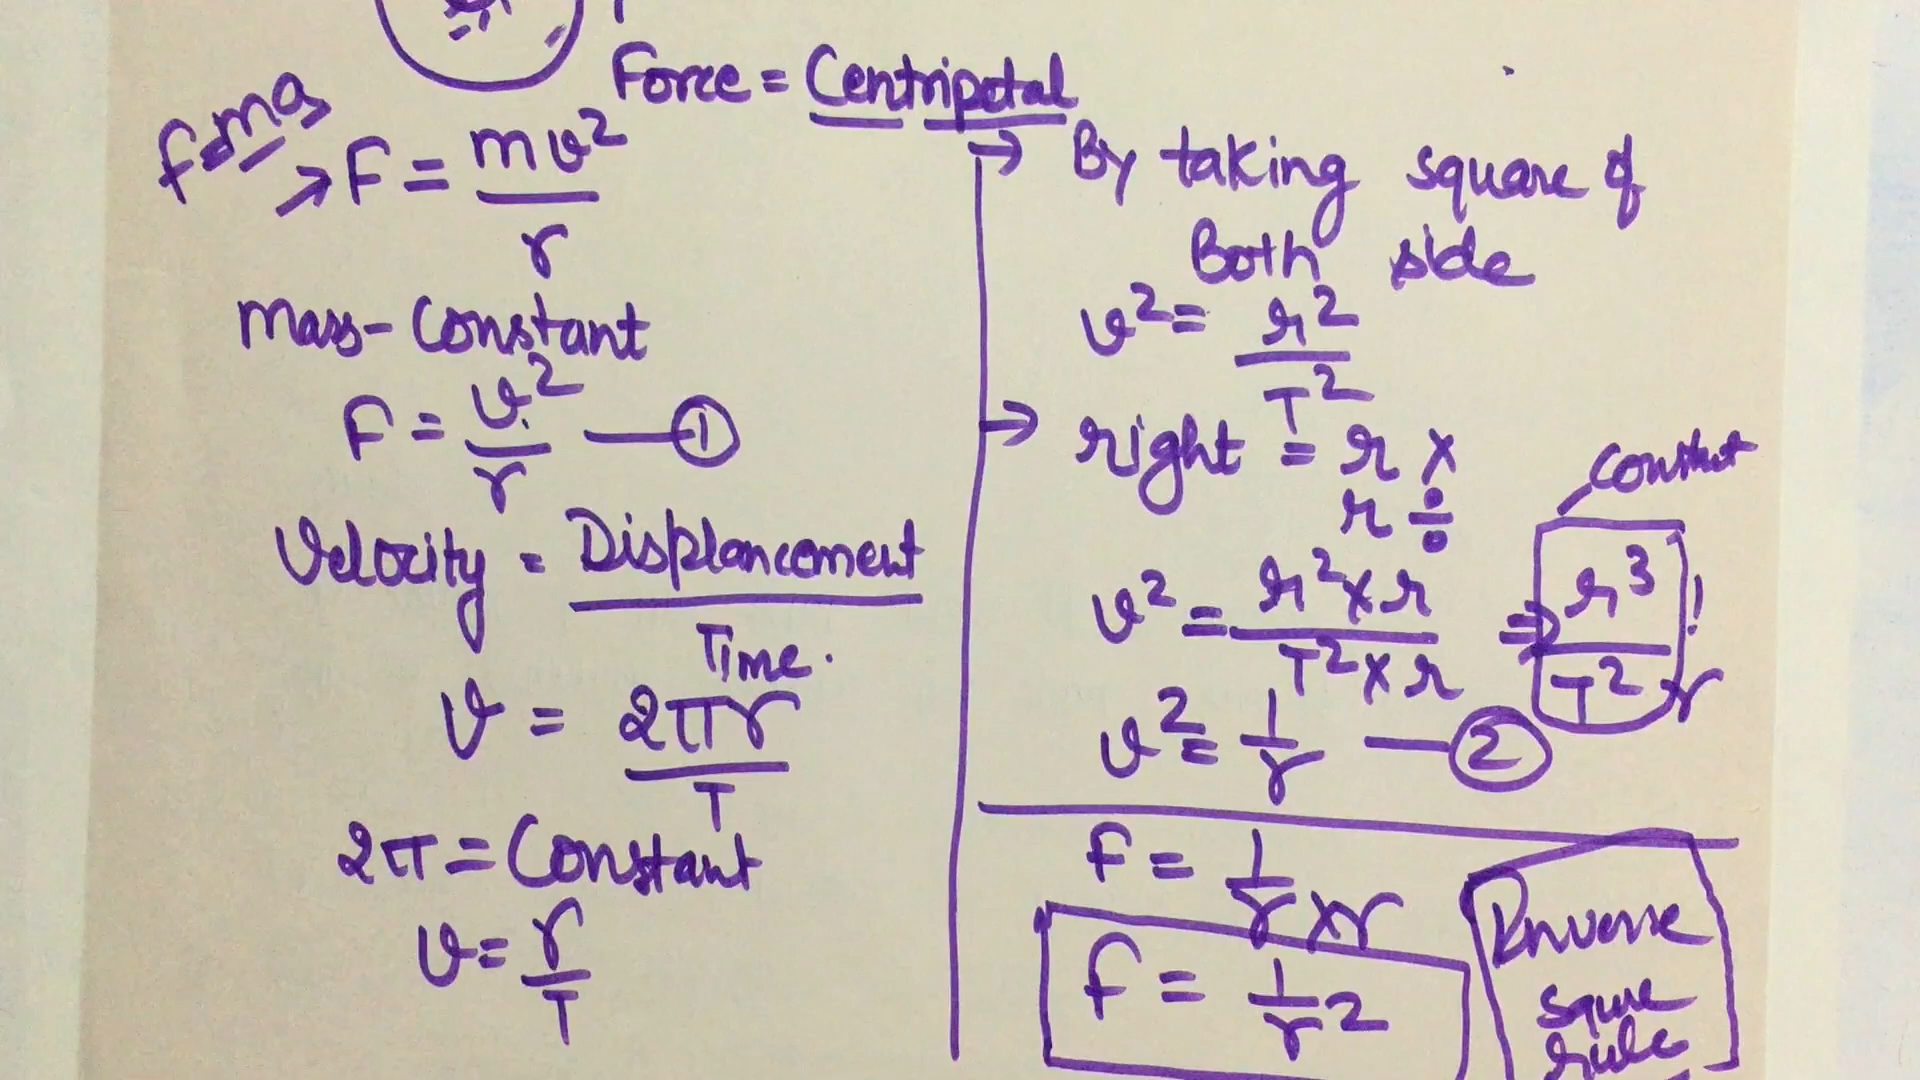 Force = Centripetal
F=ma
→ F = mv²/r
Mass - Constant
F = v²/r — ①
Velocity = Displancoment
Time.
v = 2πr/T
2π = Constant
v = r/T
→ By taking square of
Both side
v² = r²/T²
→ right = r ×
r ÷
v² = r² × r / T² × r ⇒ r³/T² r
Constant
v² = 1/r — ②
F = 1/r × r
F = 1/r²
Inverse
square
rule